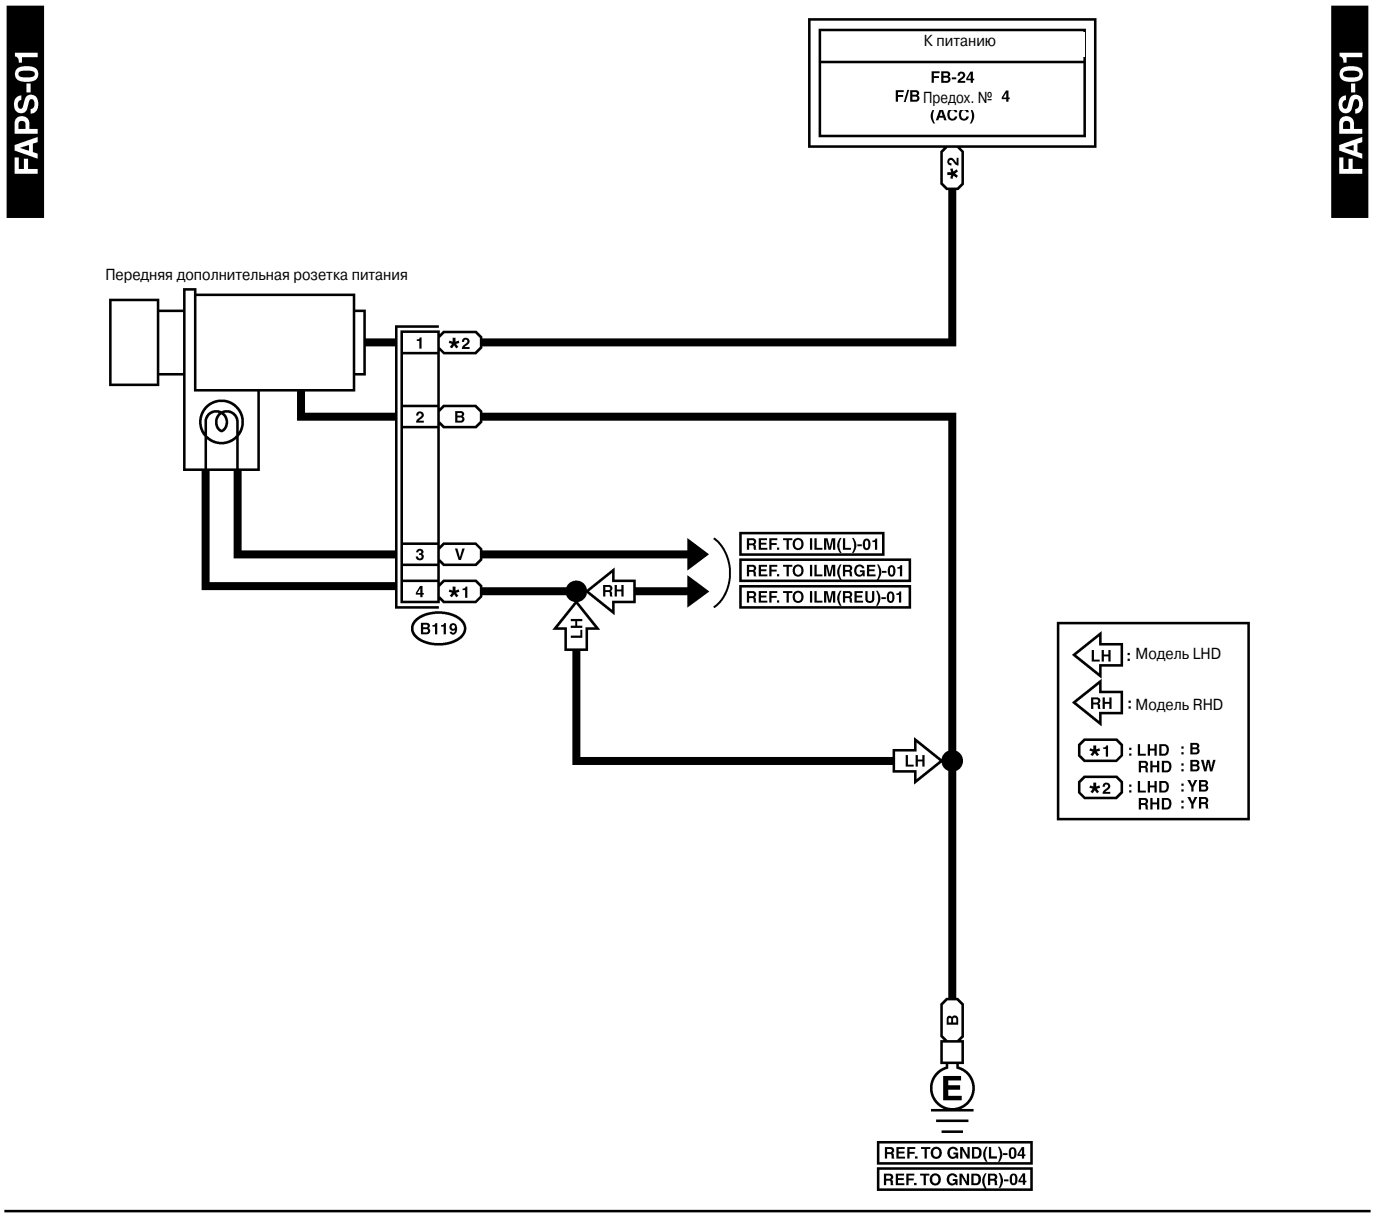 FAPS-01
FAPS-01
К питанию
FB-24
F/B Предох. № 4
(ACC)
*2
Передняя дополнительная розетка питания
1 *2
2 B
3 V
4 *1
B119
RH
LH
REF. TO ILM(L)-01
REF. TO ILM(RGE)-01
REF. TO ILM(REU)-01
LH
LH : Модель LHD
RH : Модель RHD
*1 : LHD : B
RHD : BW
*2 : LHD : YB
RHD : YR
B
E
REF. TO GND(L)-04
REF. TO GND(R)-04